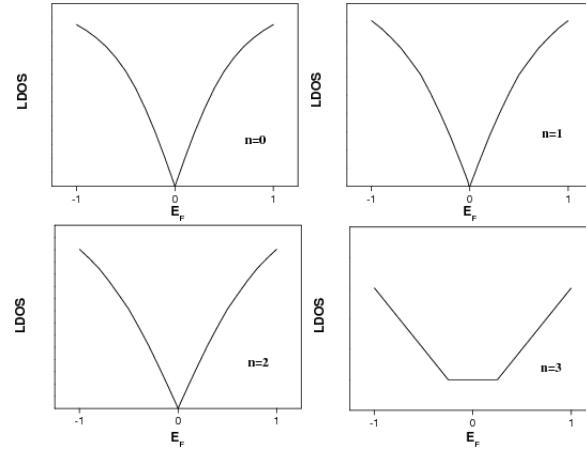 LDOS
n=0
-1 0 1
E_F
LDOS
n=1
-1 0 1
E_F
LDOS
n=2
-1 0 1
E_F
LDOS
n=3
-1 0 1
E_F